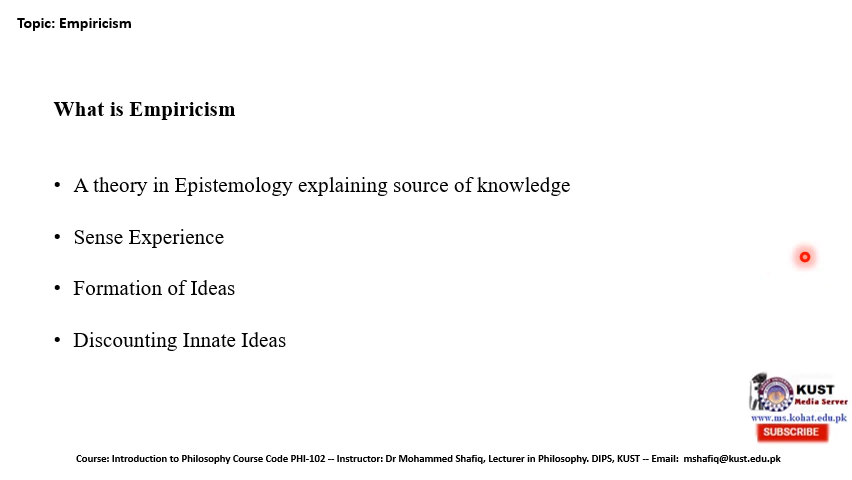 Topic: Empiricism
What is Empiricism
• A theory in Epistemology explaining source of knowledge
• Sense Experience
• Formation of Ideas
• Discounting Innate Ideas
KUST
Media Server
www.ms.kohat.edu.pk
SUBSCRIBE
Course: Introduction to Philosophy Course Code PHI-102 -- Instructor: Dr Mohammed Shafiq, Lecturer in Philosophy. DIPS, KUST -- Email: mshafiq@kust.edu.pk